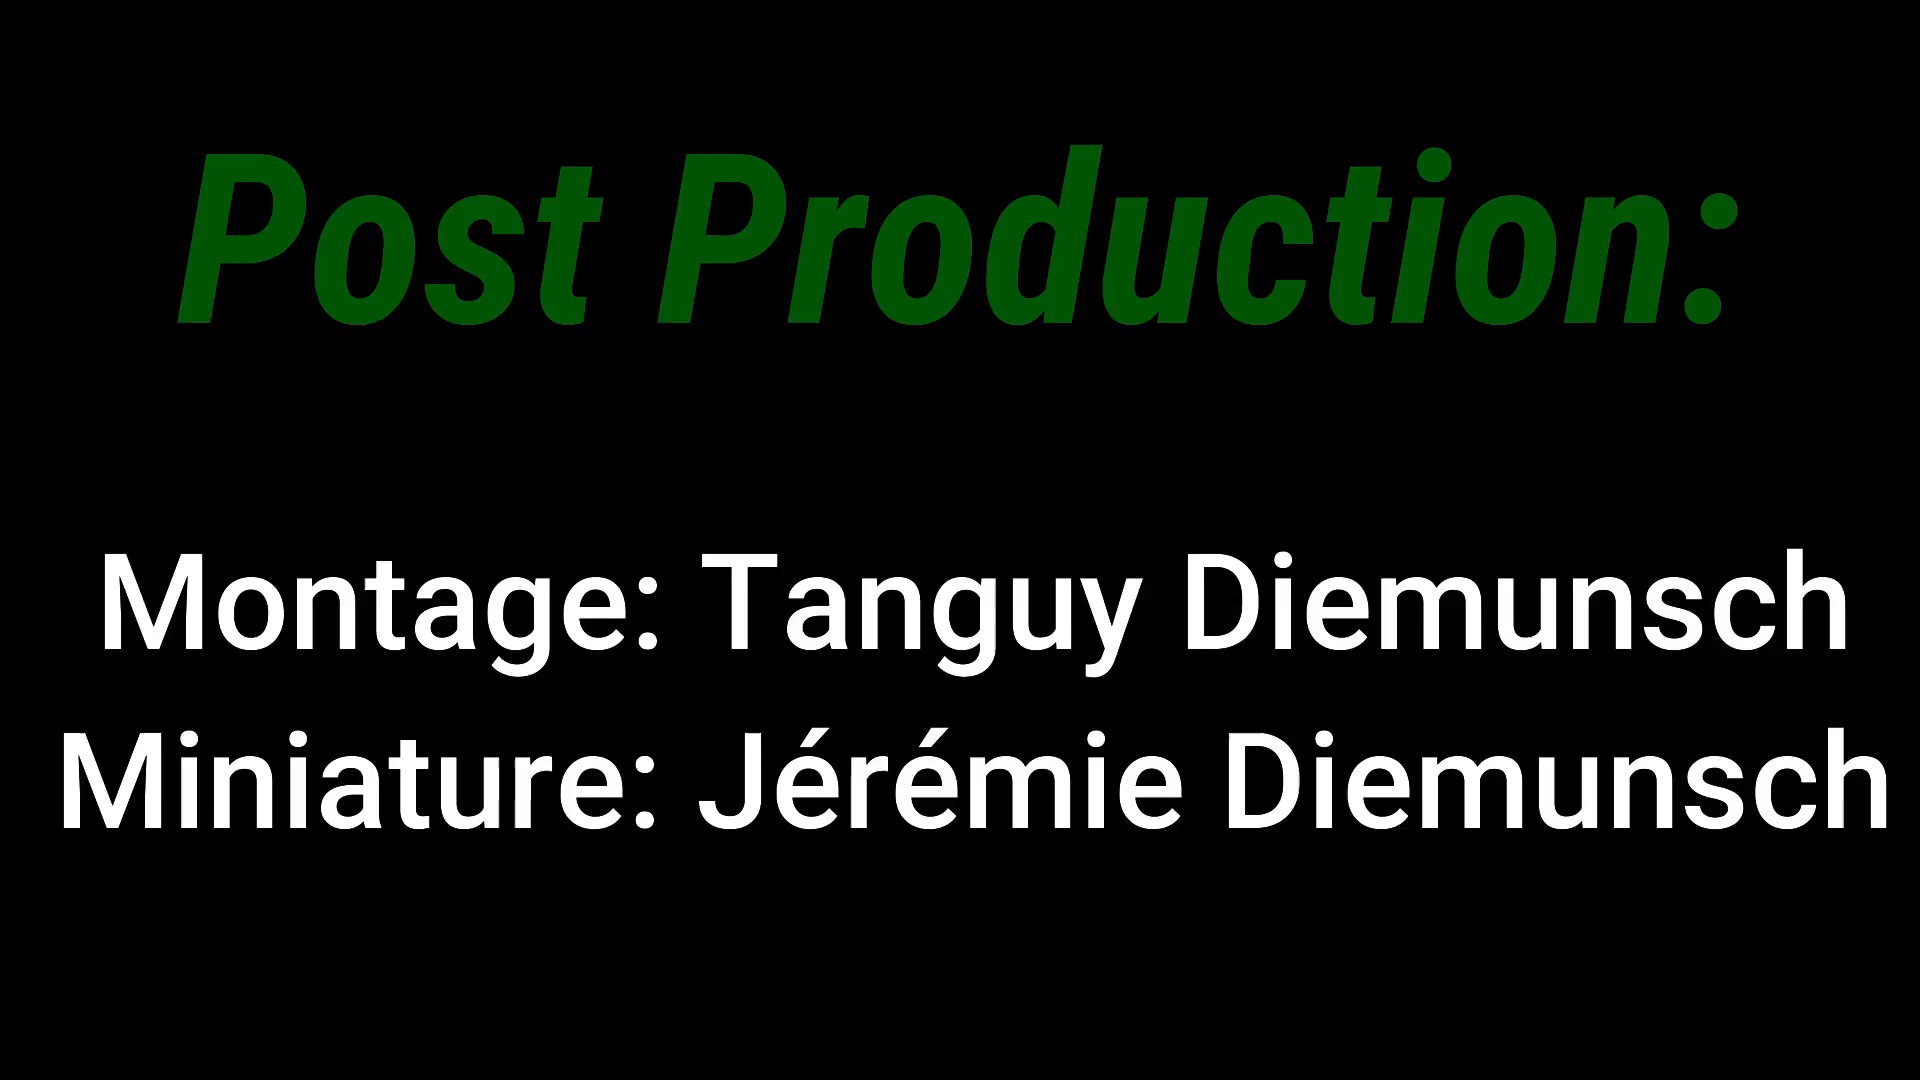 Post Production:
Montage: Tanguy Diemunsch
Miniature: Jérémie Diemunsch